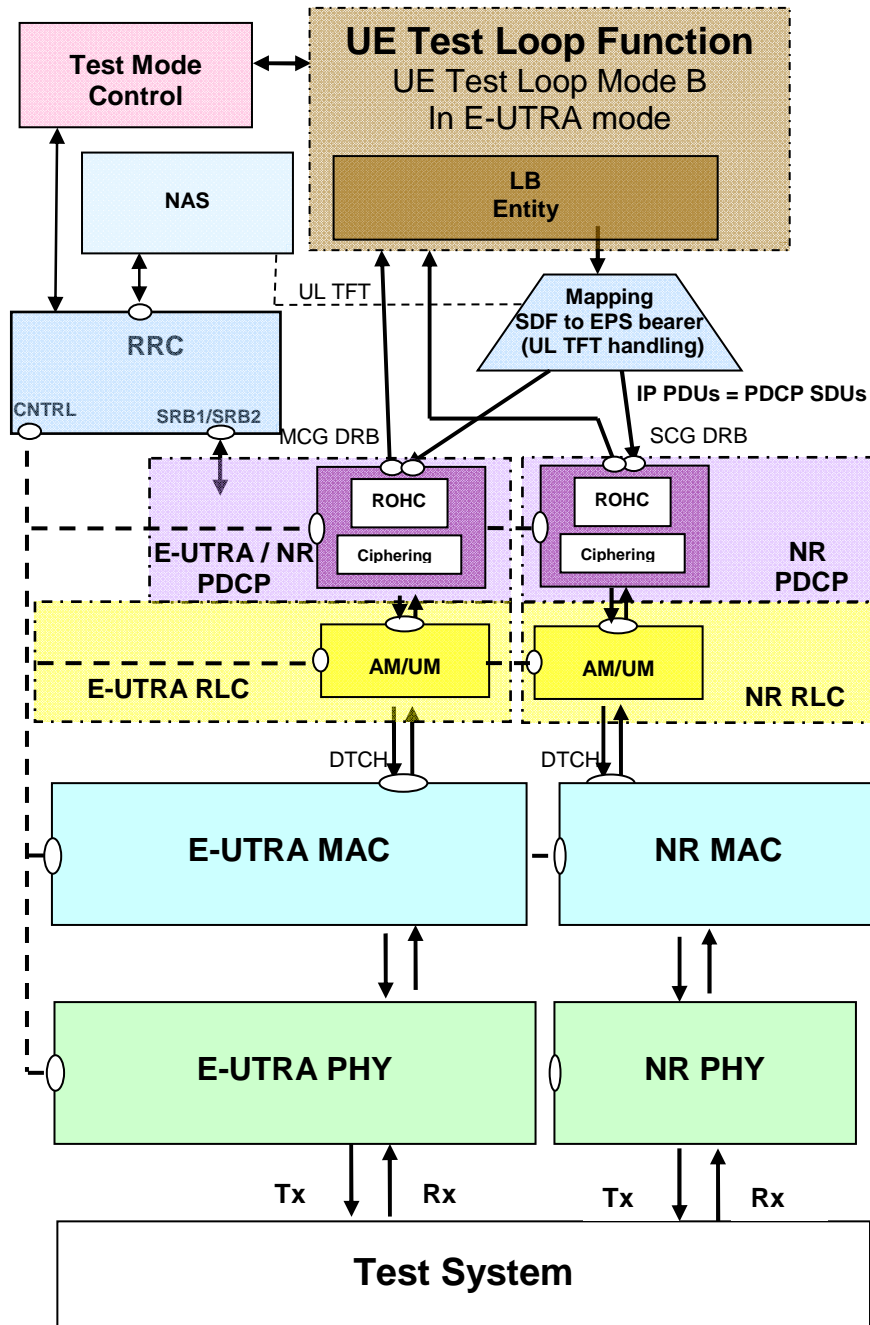 UE Test Loop Function
UE Test Loop Mode B
In E-UTRA mode
Test Mode
Control
LB
Entity
NAS
UL TFT
Mapping
SDF to EPS bearer
(UL TFT handling)
RRC
CNTRL
SRB1/SRB2
IP PDUs = PDCP SDUs
MCG DRB
SCG DRB
ROHC
Ciphering
E-UTRA / NR
PDCP
ROHC
Ciphering
NR
PDCP
AM/UM
E-UTRA RLC
AM/UM
NR RLC
DTCH
DTCH
E-UTRA MAC
NR MAC
E-UTRA PHY
NR PHY
Tx
Rx
Tx
Rx
Test System